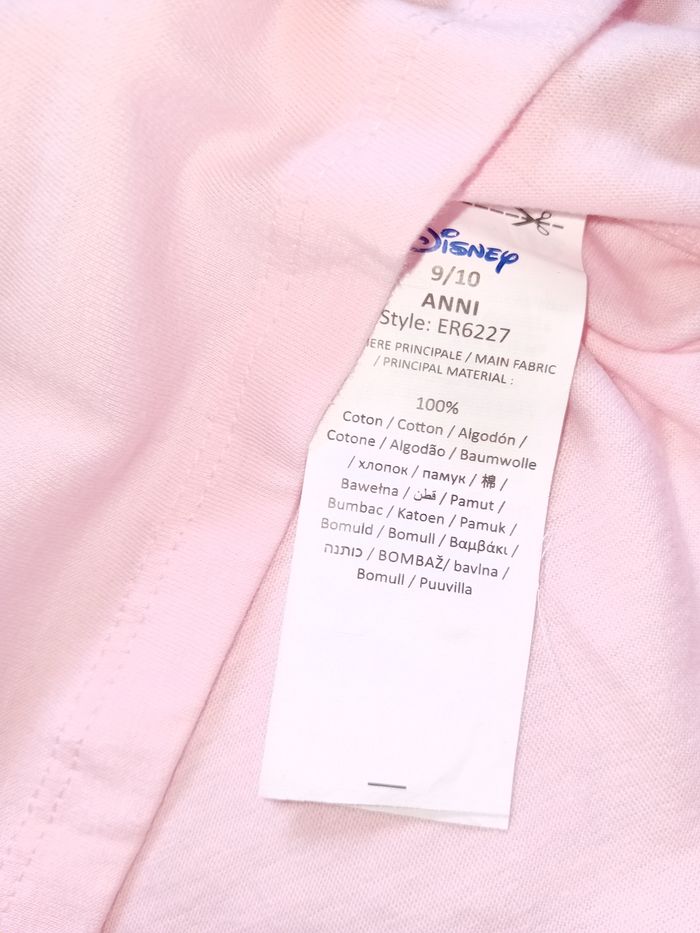 Disney
9/10
ANNI
Style: ER6227
PRINCIPALE / MAIN FABRIC
/ PRINCIPAL MATERIAL :
100%
Coton / Cotton / Algodón /
Cotone / Algodão / Baumwolle
/ хлопок / памук / 棉 /
Bawełna / قطن / Pamut /
Bumbac / Katoen / Pamuk /
Bomuld / Bomull / Βαμβάκι /
כותנה / BOMBAŽ/ bavlna /
Bomull / Puuvilla